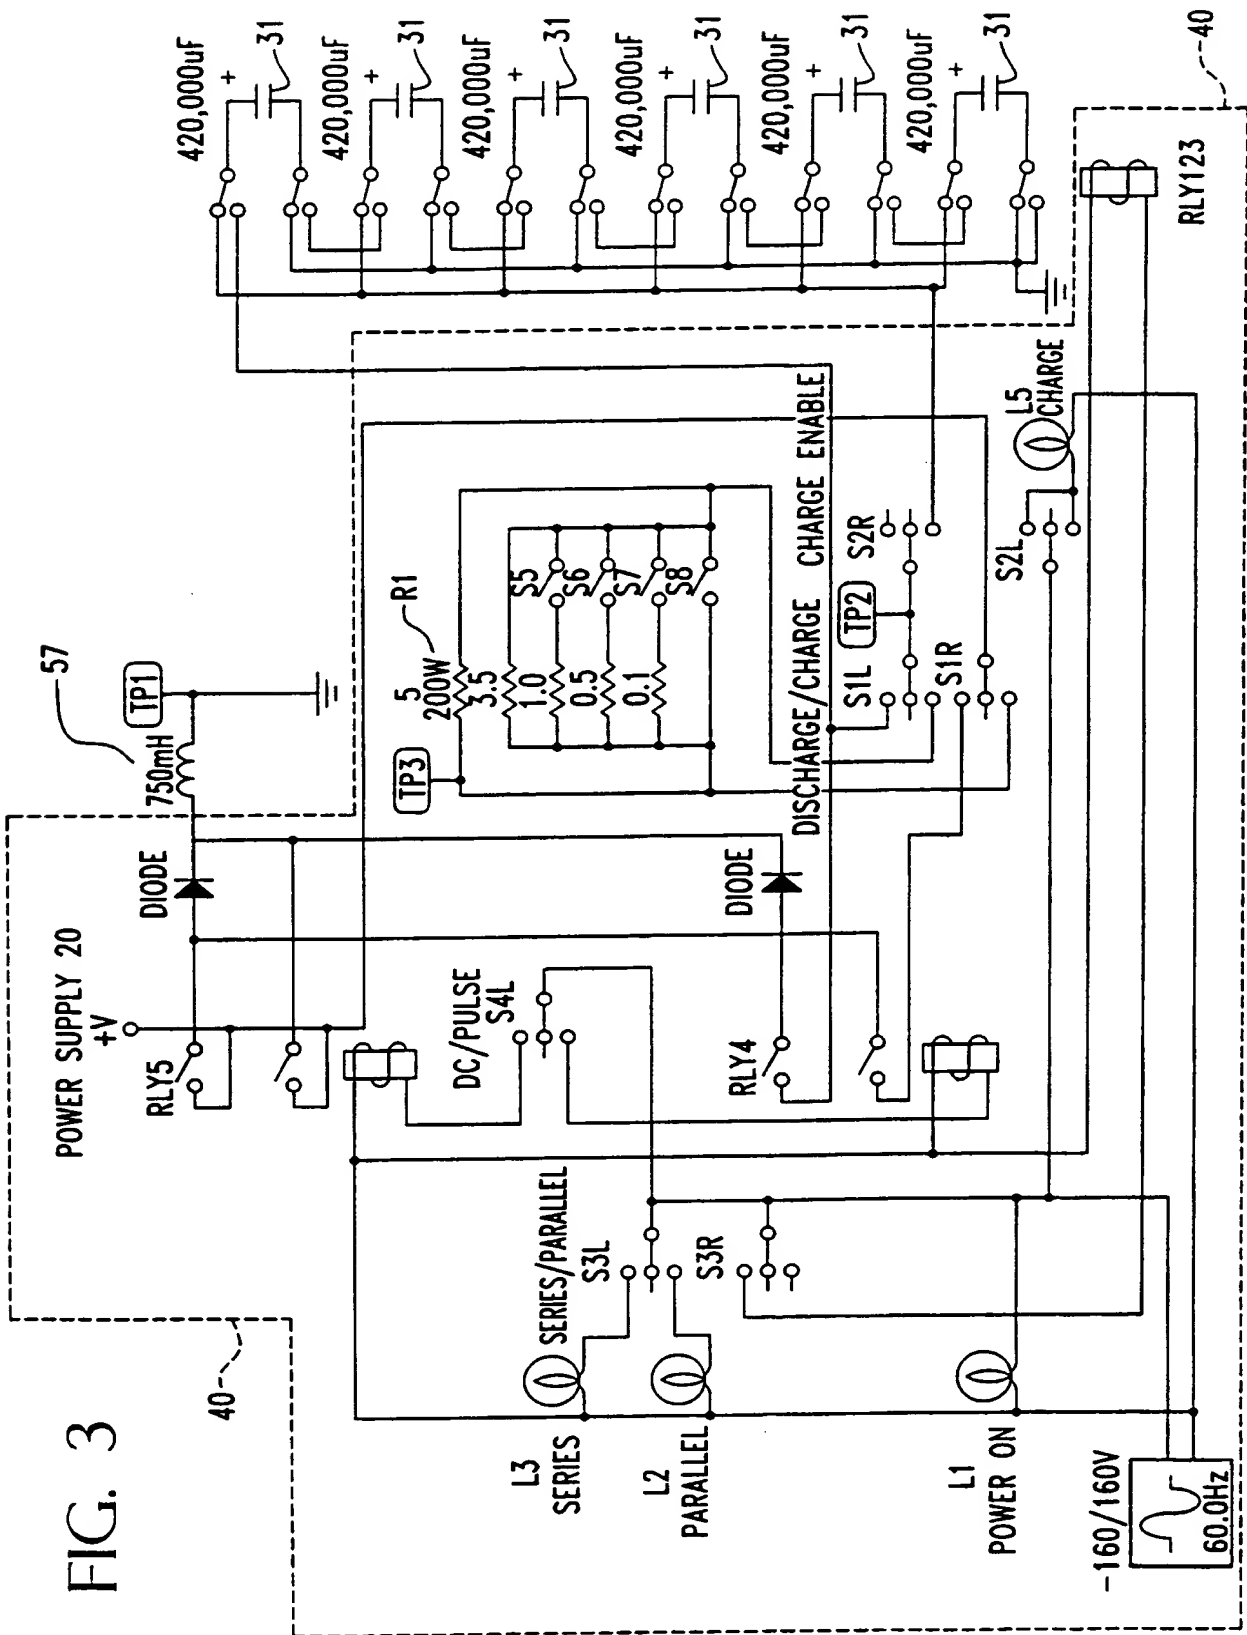 FIG. 3
40
POWER SUPPLY 20
+V
RLY5
DIODE
750mH
57
TP1
DC/PULSE
S4L
RLY4
DIODE
TP3
5
200W
R1
3.5
1.0
0.5
0.1
S5
S6
S7
S8
DISCHARGE/CHARGE
CHARGE ENABLE
S1L
TP2
S2R
S1R
S2L
L5
CHARGE
420,000uF
+
31
420,000uF
+
31
420,000uF
+
31
420,000uF
+
31
420,000uF
+
31
420,000uF
+
31
40
RLY123
L3
SERIES
SERIES/PARALLEL
S3L
L2
PARALLEL
S3R
L1
POWER ON
-160/160V
60.0Hz